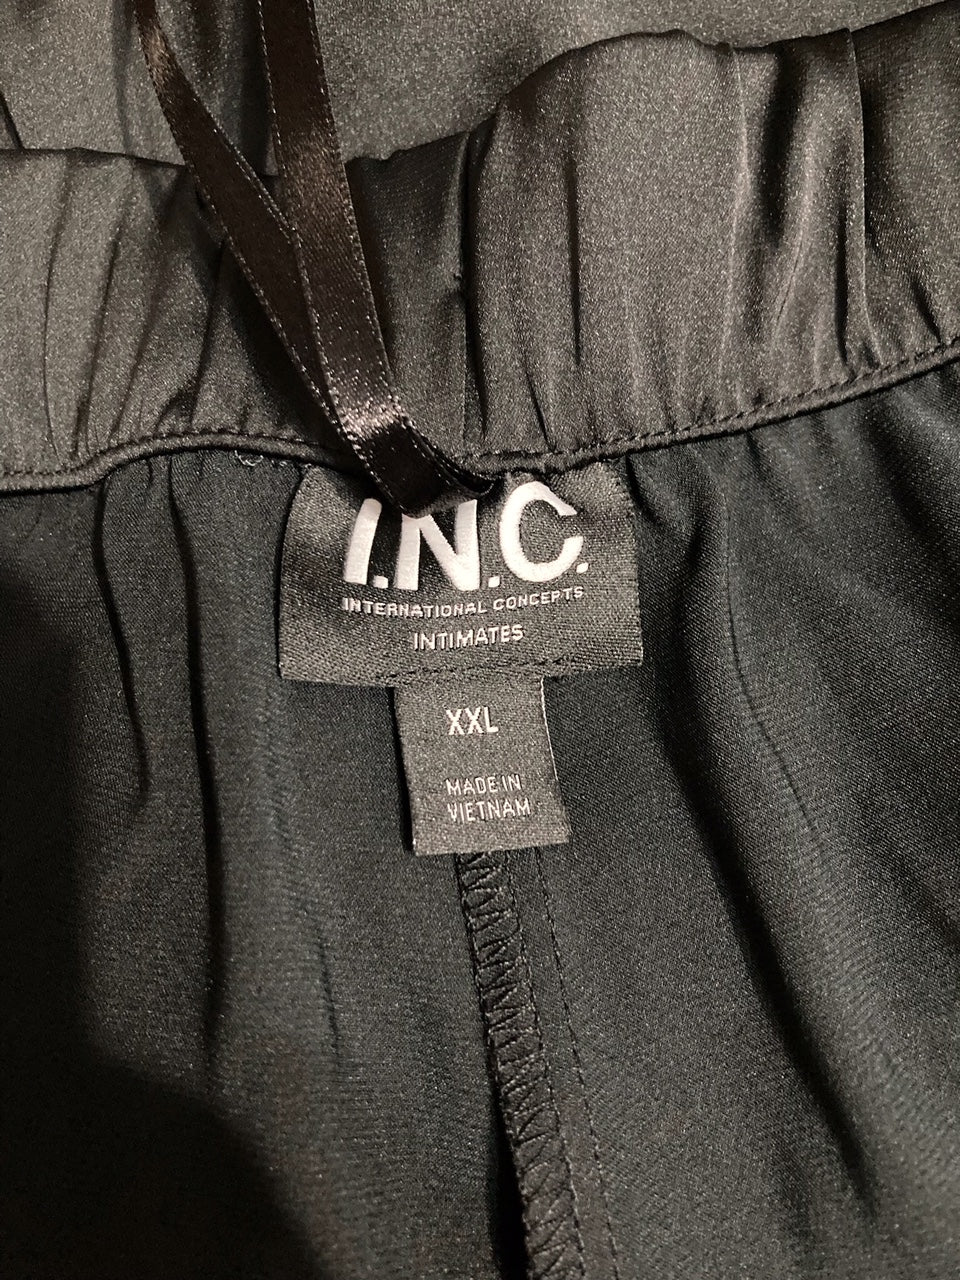 I.N.C.
INTERNATIONAL CONCEPTS
INTIMATES
XXL
MADE IN
VIETNAM